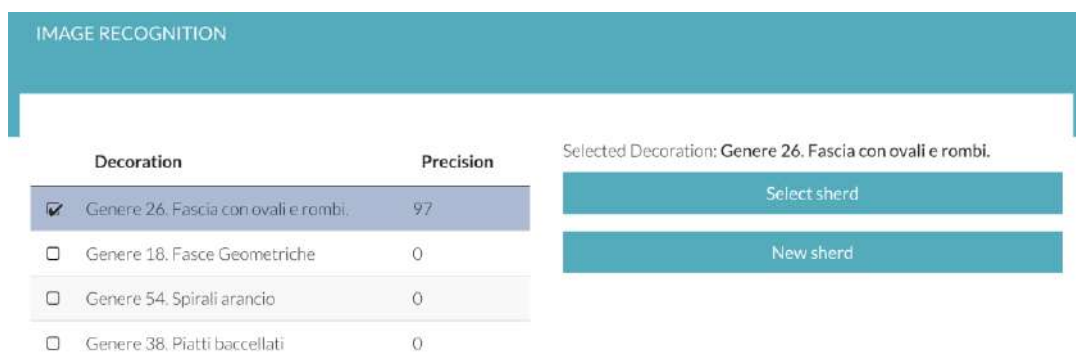 IMAGE RECOGNITION
Decoration Precision
Genere 26. Fascia con ovali e rombi. 97
Genere 18. Fasce Geometriche 0
Genere 54. Spirali arancio 0
Genere 38. Piatti baccellati 0
Selected Decoration: Genere 26. Fascia con ovali e rombi.
Select sherd
New sherd